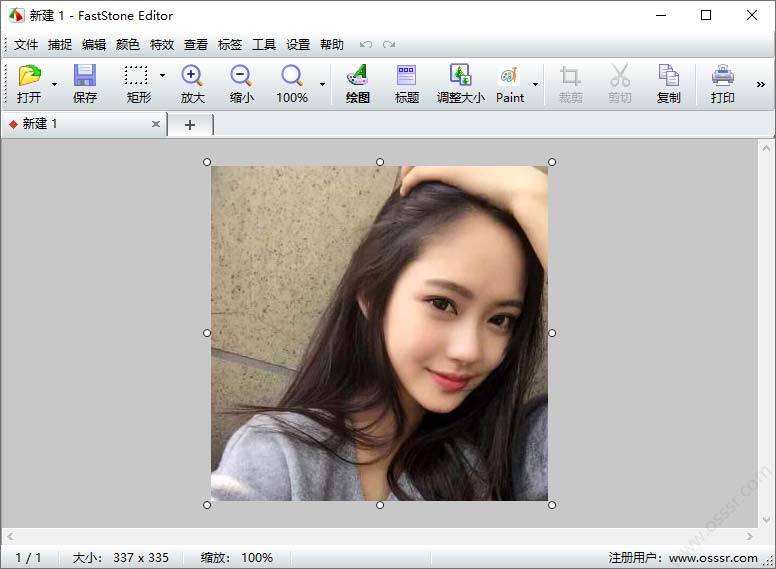 新建 1 - FastStone Editor
文件 捕捉 编辑 颜色 特效 查看 标签 工具 设置 帮助
打开 保存 矩形 放大 缩小 100% 绘图 标题 调整大小 Paint 裁剪 剪切 复制 打印 »
新建 1
1 / 1 大小: 337 x 335 缩放: 100% 注册用户: www.osssr.com
www.osssr.com